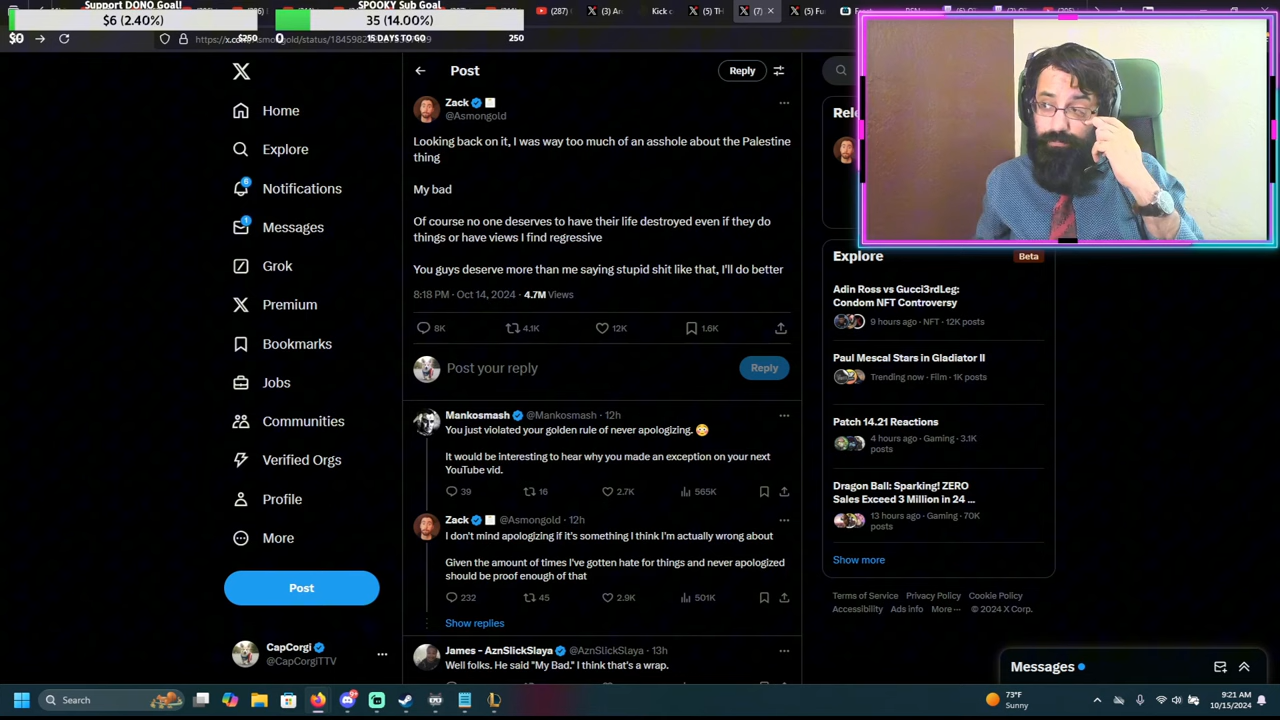 Support DONO Goal!
$6 (2.40%)
$0
$250
SPOOKY Sub Goal
35 (14.00%)
0
15 DAYS TO GO
250
(287)
(3) An
Kick c
(5) TH
(7)
(5) Fu
Post
Reply
Zack
@Asmongold
Looking back on it, I was way too much of an asshole about the Palestine
thing
My bad
Of course no one deserves to have their life destroyed even if they do
things or have views I find regressive
You guys deserve more than me saying stupid shit like that, I'll do better
8:18 PM · Oct 14, 2024 · 4.7M Views
8K
4.1K
12K
1.6K
Post your reply
Reply
Mankosmash @Mankosmash · 12h
You just violated your golden rule of never apologizing. 😳
It would be interesting to hear why you made an exception on your next
YouTube vid.
39
16
2.7K
565K
Zack @Asmongold · 12h
I don't mind apologizing if it's something I think I'm actually wrong about
Given the amount of times I've gotten hate for things and never apologized
should be proof enough of that
232
45
2.9K
501K
Show replies
James - AznSlickSlaya @AznSlickSlaya · 13h
Well folks. He said "My Bad." I think that's a wrap.
Home
Explore
6
Notifications
1
Messages
Grok
Premium
Bookmarks
Jobs
Communities
Verified Orgs
Profile
More
Post
CapCorgi
@CapCorgiTTV
Rele
Explore
Beta
Adin Ross vs Gucci3rdLeg:
Condom NFT Controversy
9 hours ago · NFT · 12K posts
Paul Mescal Stars in Gladiator II
Trending now · Film · 1K posts
Patch 14.21 Reactions
4 hours ago · Gaming · 3.1K
posts
Dragon Ball: Sparking! ZERO
Sales Exceed 3 Million in 24 ...
13 hours ago · Gaming · 70K
posts
Show more
Terms of Service Privacy Policy Cookie Policy
Accessibility Ads info More ··· © 2024 X Corp.
Messages
Search
73°F
Sunny
9:21 AM
10/15/2024